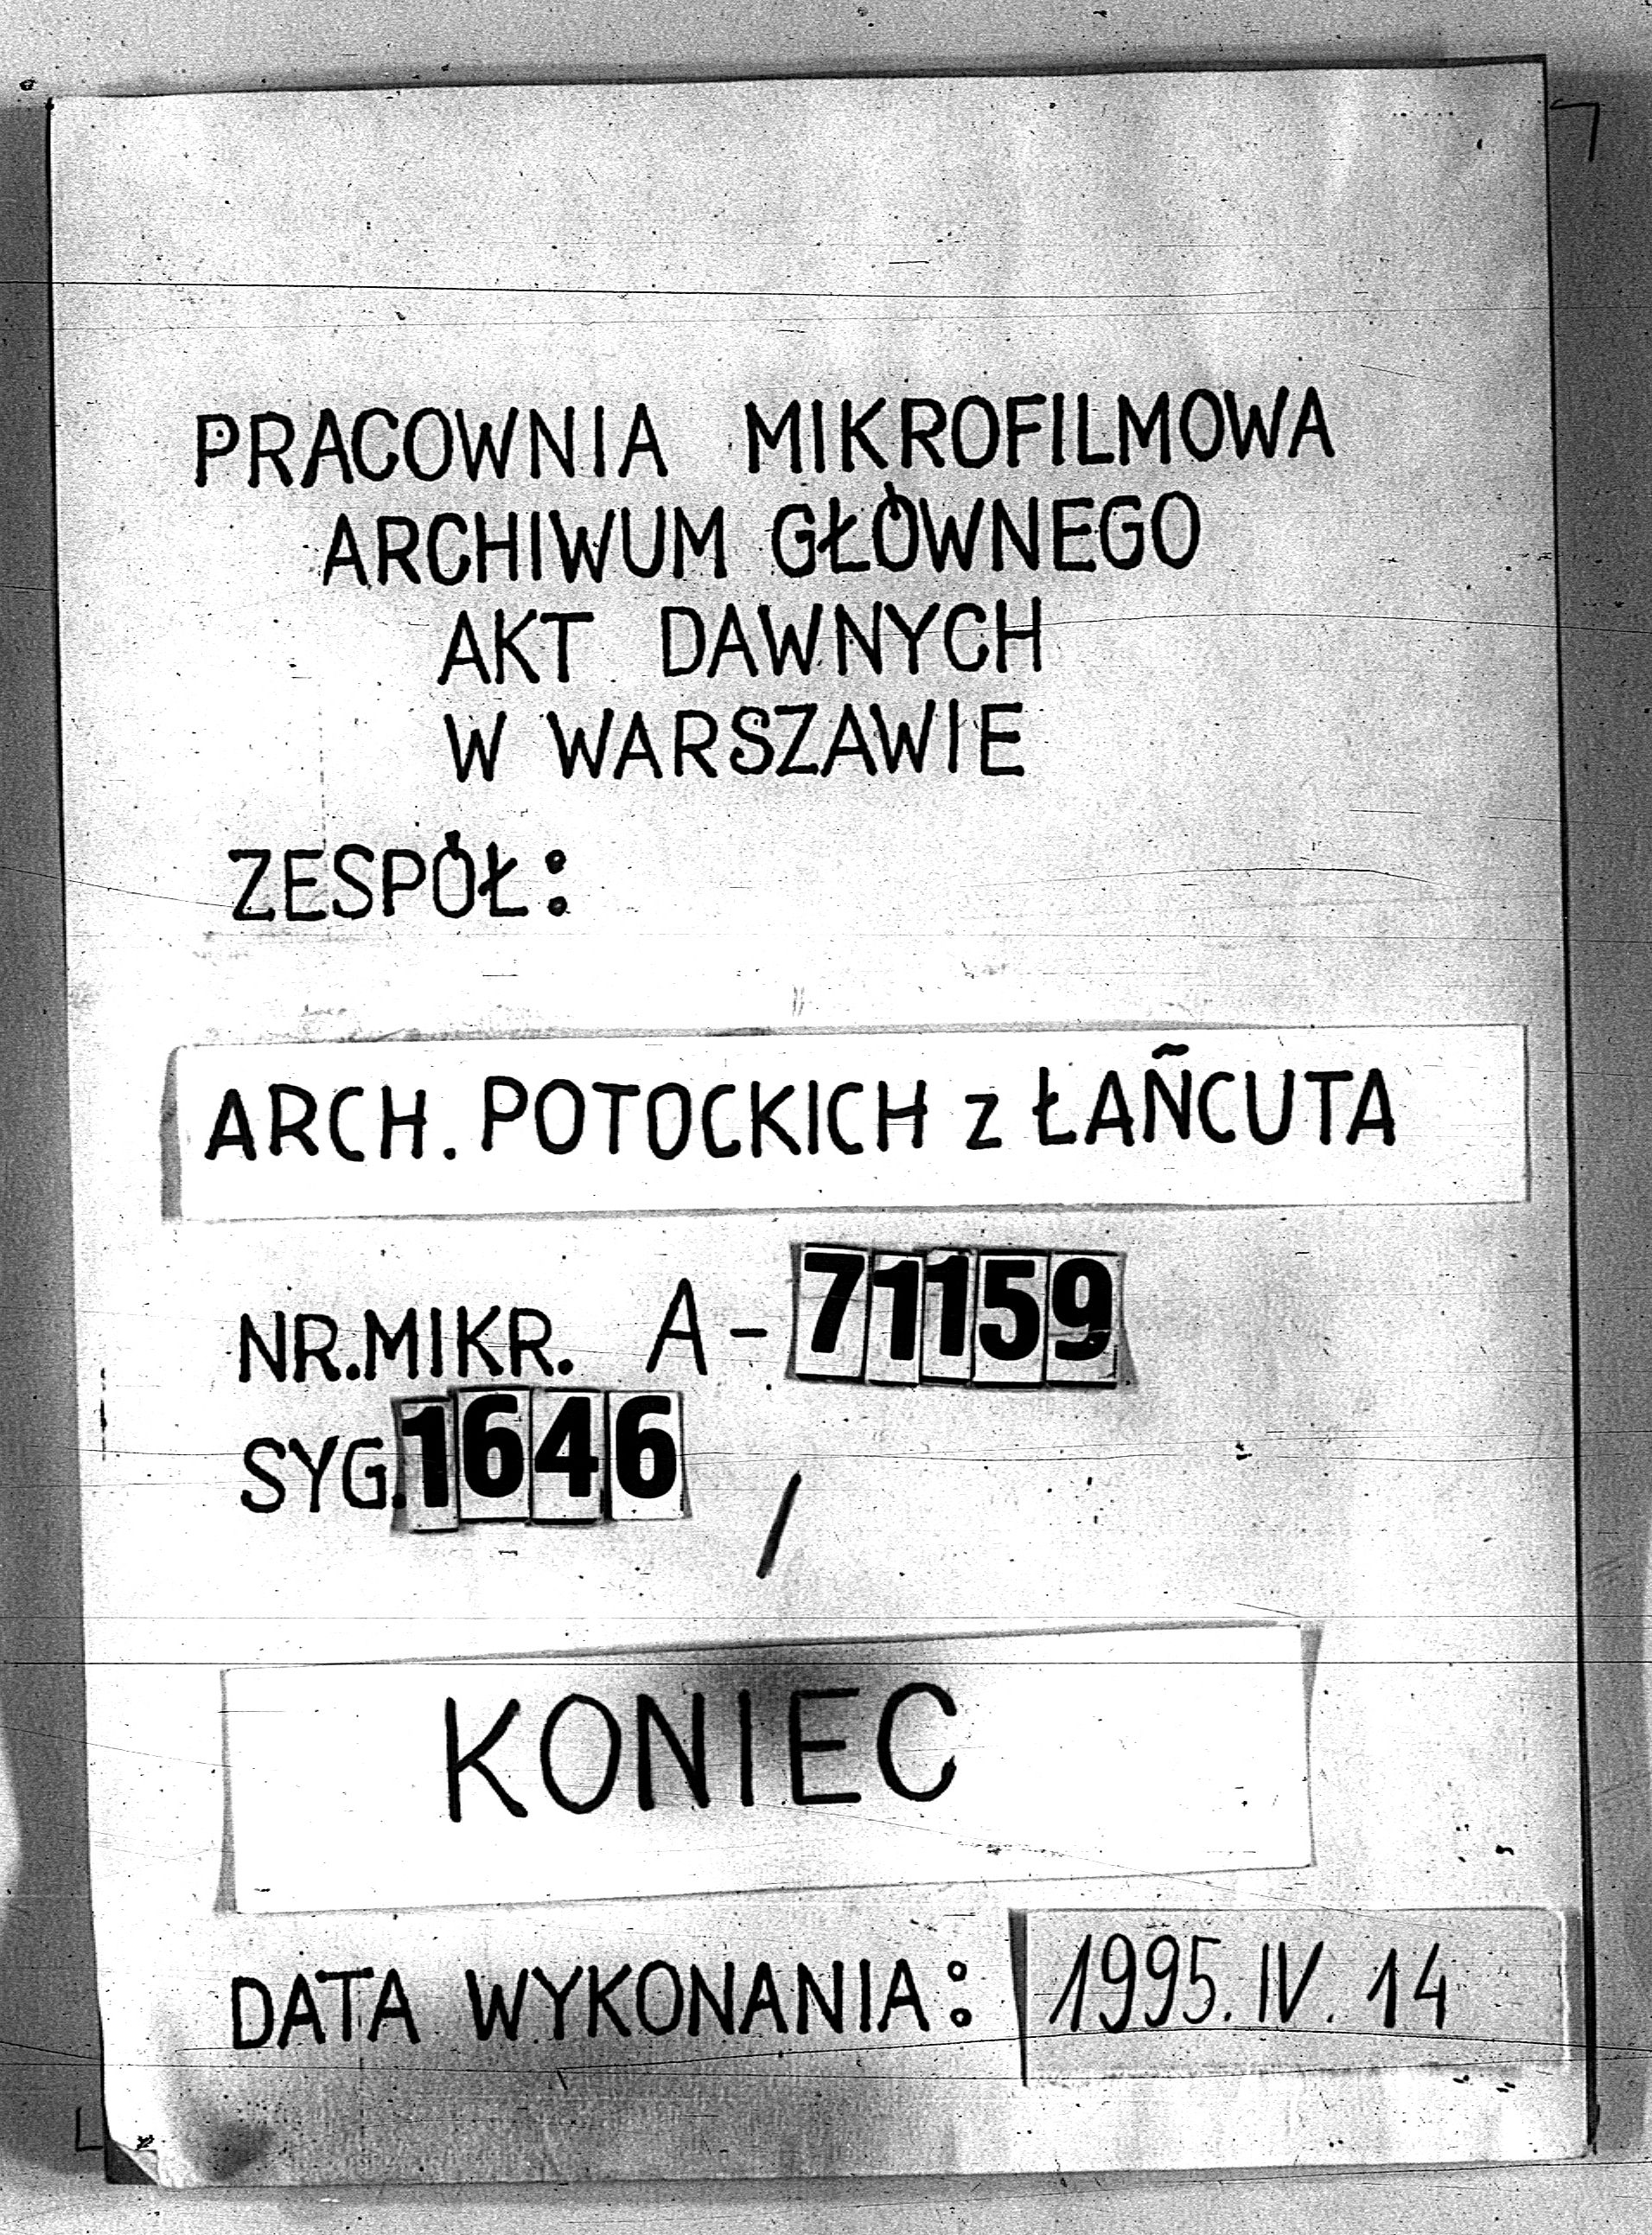 PRACOWNIA MIKROFILMOWA
ARCHIWUM GŁÓWNEGO
AKT DAWNYCH
W WARSZAWIE
ZESPÓŁ:
ARCH. POTOCKICH z ŁAÑCUTA
NR.MIKR. A-71159
SYG.1646 /
KONIEC
DATA WYKONANIA: 1995.IV.14